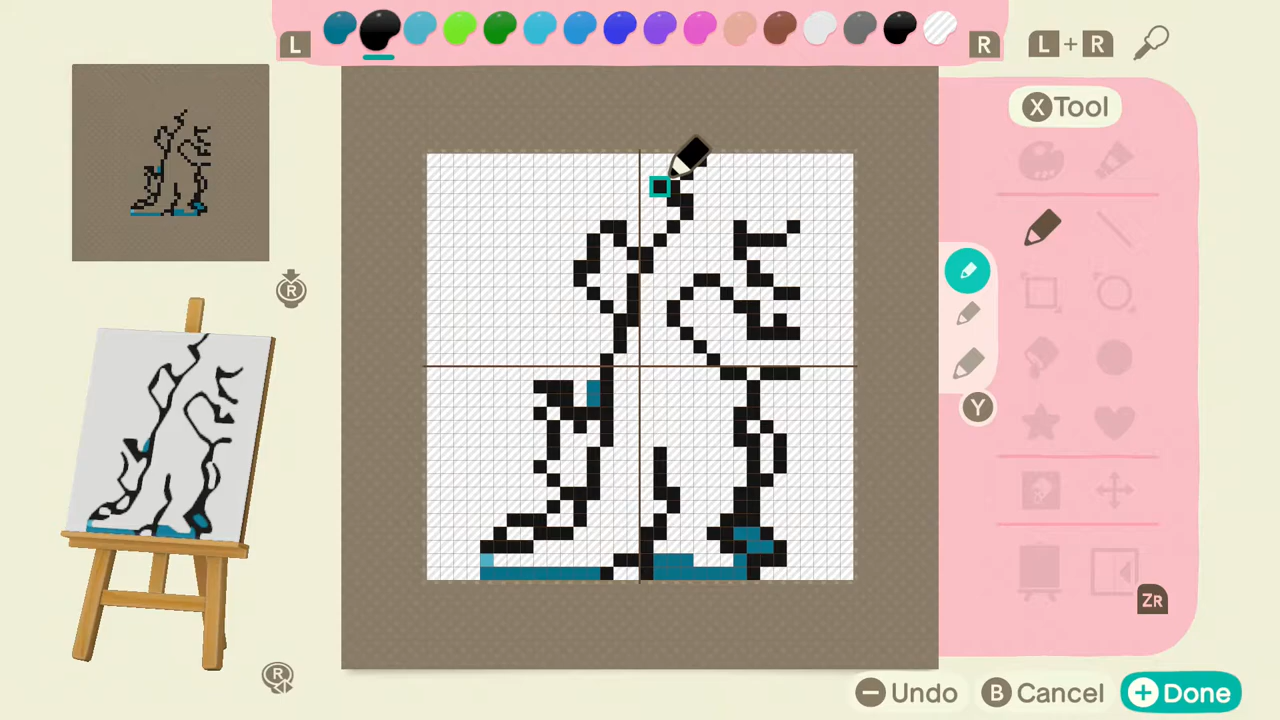 L
R
L + R
X Tool
R
Y
ZR
R
− Undo
B Cancel
+ Done